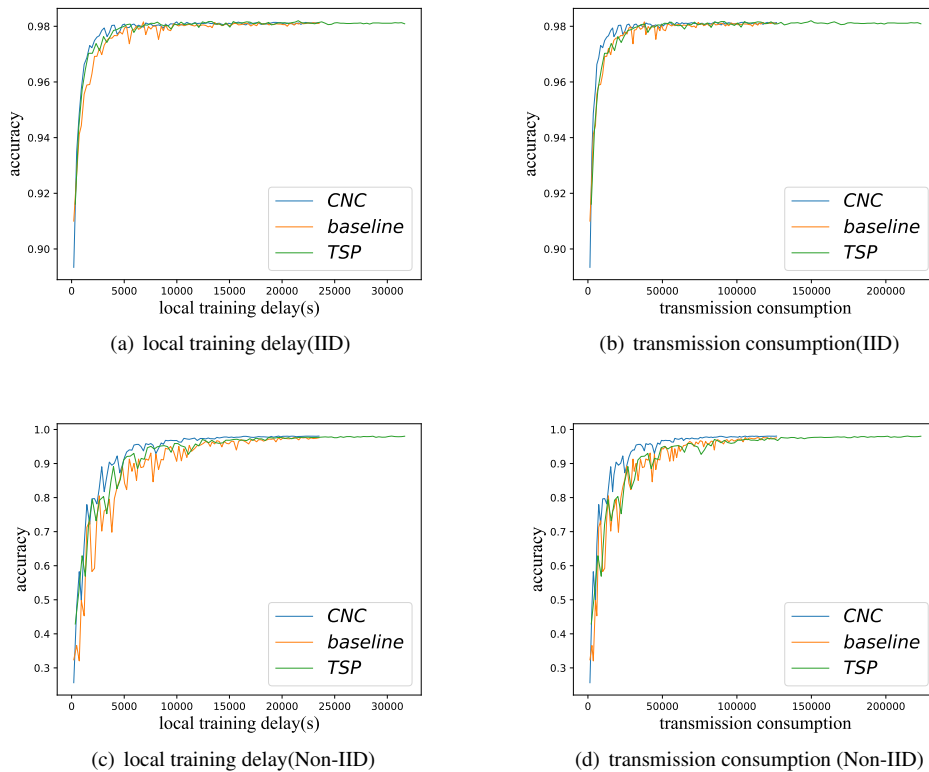 0.98
0.96
0.94
0.92
0.90
accuracy
CNC
baseline
TSP
0 5000 10000 15000 20000 25000 30000
local training delay(s)
(a) local training delay(IID)
0.98
0.96
0.94
0.92
0.90
accuracy
CNC
baseline
TSP
0 50000 100000 150000 200000
transmission consumption
(b) transmission consumption(IID)
1.0
0.9
0.8
0.7
0.6
0.5
0.4
0.3
accuracy
CNC
baseline
TSP
0 5000 10000 15000 20000 25000 30000
local training delay(s)
(c) local training delay(Non-IID)
1.0
0.9
0.8
0.7
0.6
0.5
0.4
0.3
accuracy
CNC
baseline
TSP
0 50000 100000 150000 200000
transmission consumption
(d) transmission consumption (Non-IID)